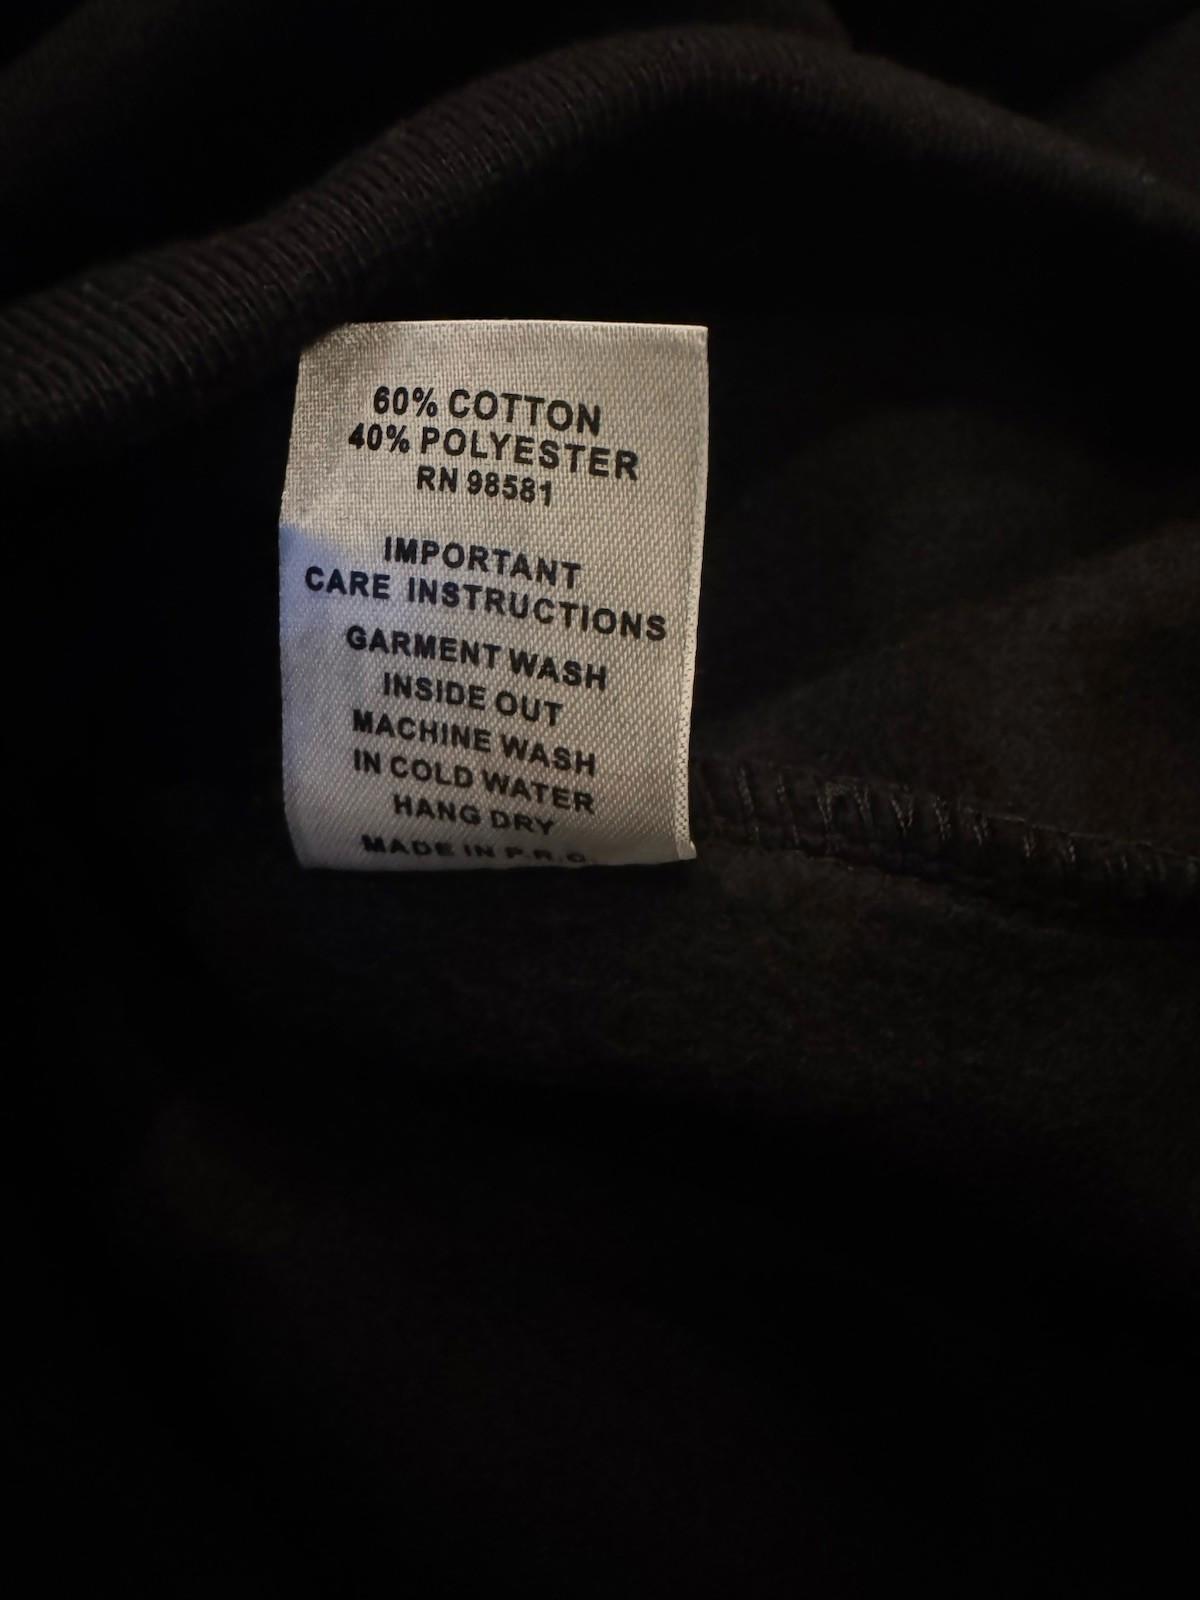 60% COTTON
40% POLYESTER
RN 98581
IMPORTANT
CARE INSTRUCTIONS
GARMENT WASH
INSIDE OUT
MACHINE WASH
IN COLD WATER
HANG DRY
MADE IN P.R.C.